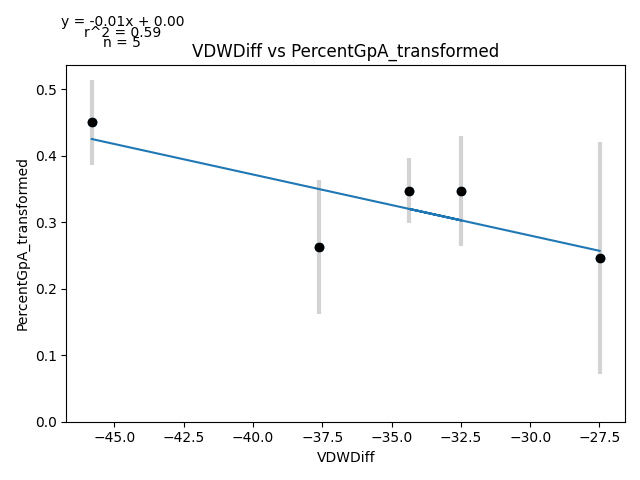 y = -0.01x + 0.00
r^2 = 0.59
n = 5
VDWDiff vs PercentGpA_transformed
PercentGpA_transformed
0.5
0.4
0.3
0.2
0.1
0.0
−45.0 −42.5 −40.0 −37.5 −35.0 −32.5 −30.0 −27.5
VDWDiff